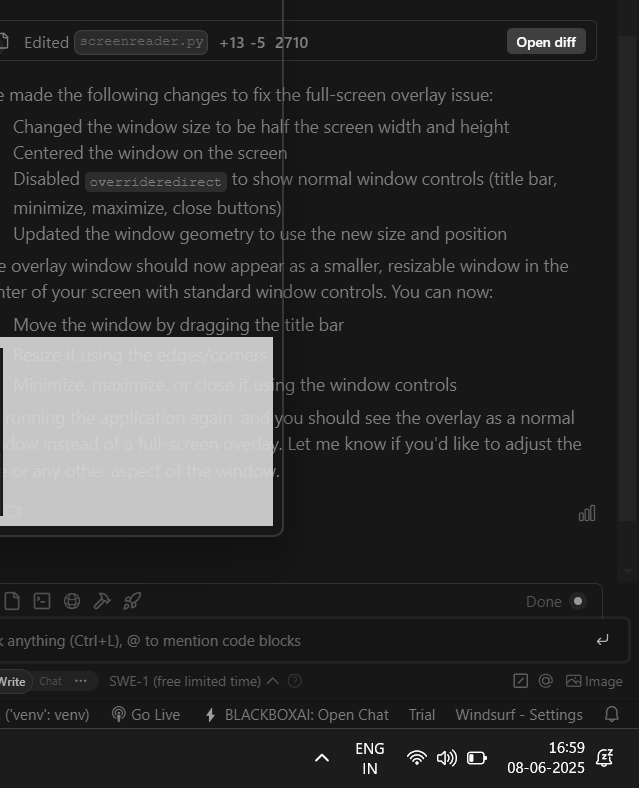 Edited screenreader.py +13 -5 2710 Open diff
e made the following changes to fix the full-screen overlay issue:
Changed the window size to be half the screen width and height
Centered the window on the screen
Disabled overrideredirect to show normal window controls (title bar,
minimize, maximize, close buttons)
Updated the window geometry to use the new size and position
e overlay window should now appear as a smaller, resizable window in the
nter of your screen with standard window controls. You can now:
Move the window by dragging the title bar
Resize it using the edges/corners
Minimize, maximize, or close it using the window controls
running the application again, and you should see the overlay as a normal
dow instead of a full-screen overlay. Let me know if you'd like to adjust the
e or any other aspect of the window.
Done
k anything (Ctrl+L), @ to mention code blocks
Write Chat ··· SWE-1 (free limited time) Image
('venv': venv) Go Live BLACKBOXAI: Open Chat Trial Windsurf - Settings
ENG 16:59
IN 08-06-2025